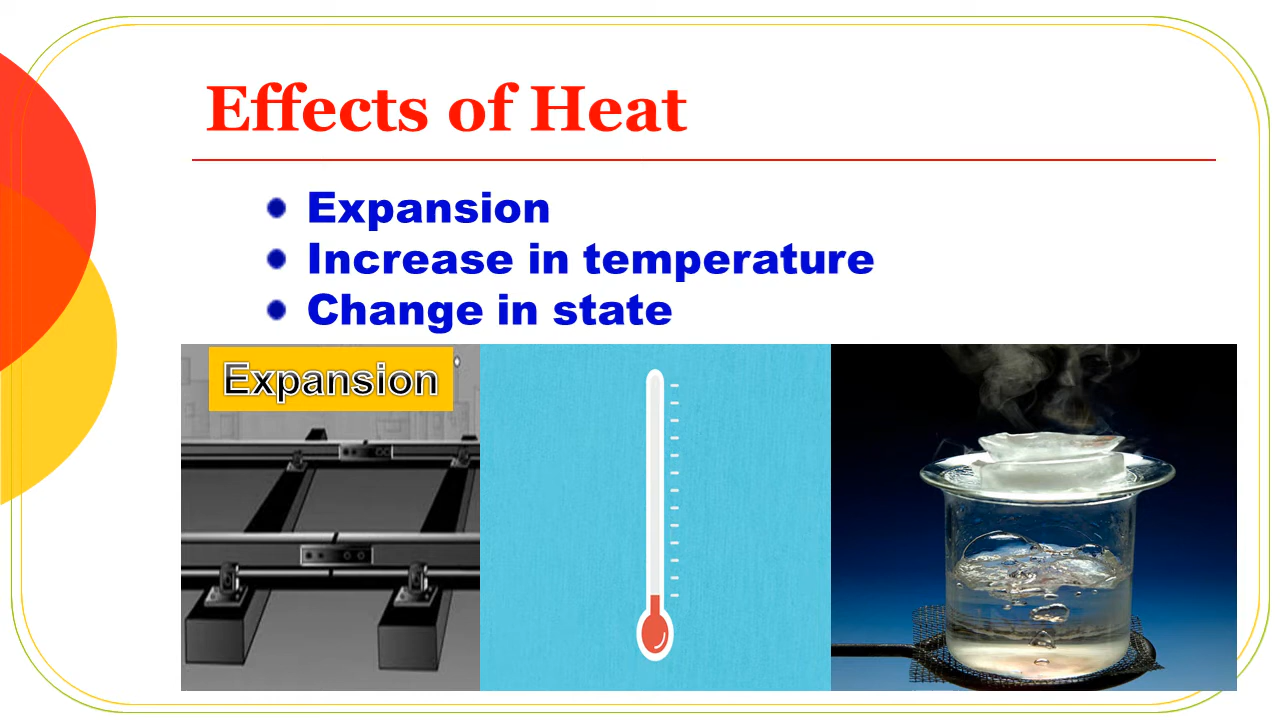 Effects of Heat
Expansion
Increase in temperature
Change in state
Expansion